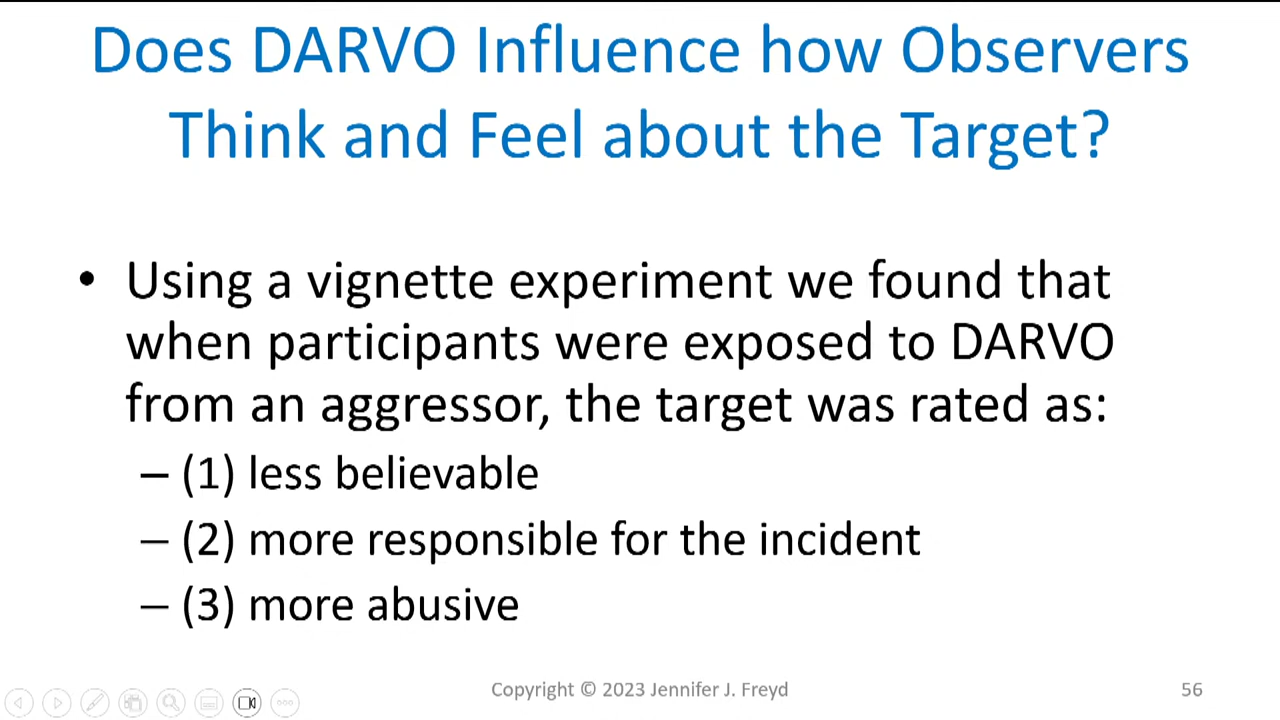 Does DARVO Influence how Observers
Think and Feel about the Target?
• Using a vignette experiment we found that
when participants were exposed to DARVO
from an aggressor, the target was rated as:
– (1) less believable
– (2) more responsible for the incident
– (3) more abusive
Copyright © 2023 Jennifer J. Freyd
56